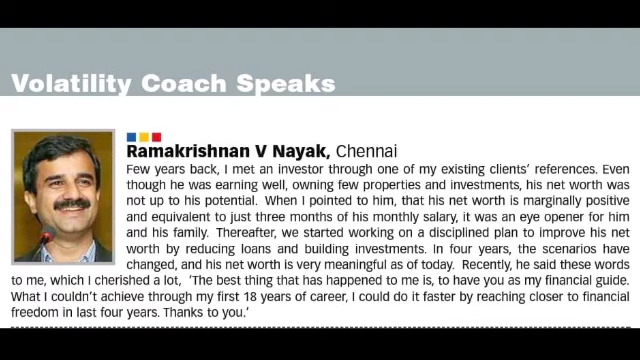 Volatility Coach Speaks
Ramakrishnan V Nayak, Chennai
Few years back, I met an investor through one of my existing clients' references. Even
though he was earning well, owning few properties and investments, his net worth was
not up to his potential. When I pointed to him, that his net worth is marginally positive
and equivalent to just three months of his monthly salary, it was an eye opener for him
and his family. Thereafter, we started working on a disciplined plan to improve his net
worth by reducing loans and building investments. In four years, the scenarios have
changed, and his net worth is very meaningful as of today. Recently, he said these words
to me, which I cherished a lot, 'The best thing that has happened to me is, to have you as my financial guide.
What I couldn't achieve through my first 18 years of career, I could do it faster by reaching closer to financial
freedom in last four years. Thanks to you.'